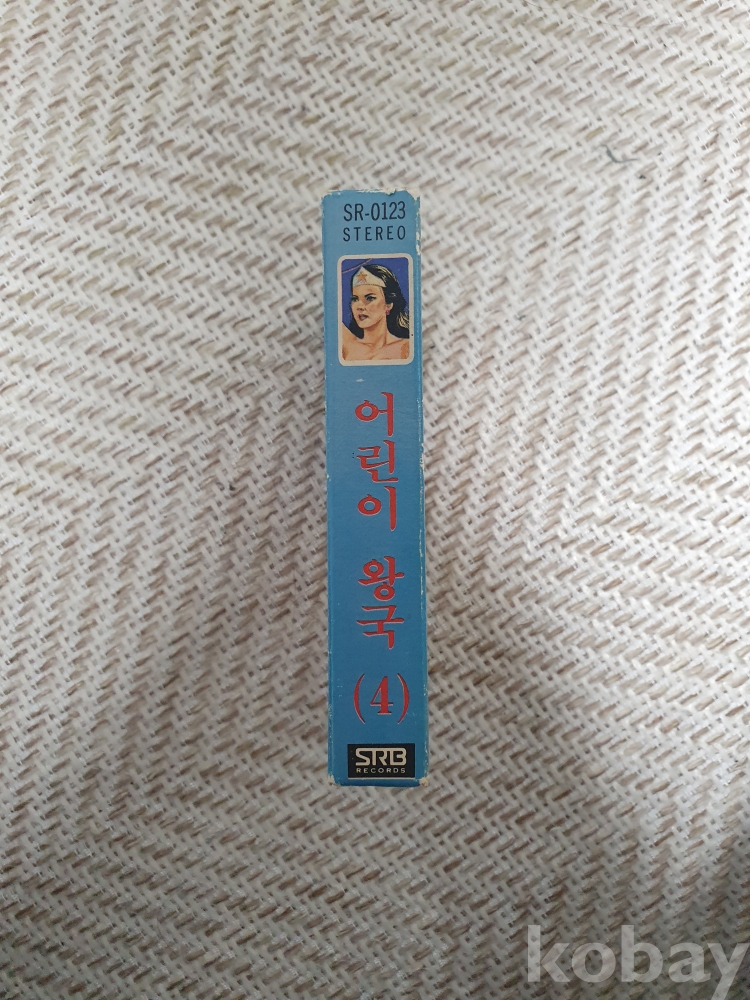 SR-0123
STEREO
어린이 왕국
(4)
SRB
RECORDS
kobay